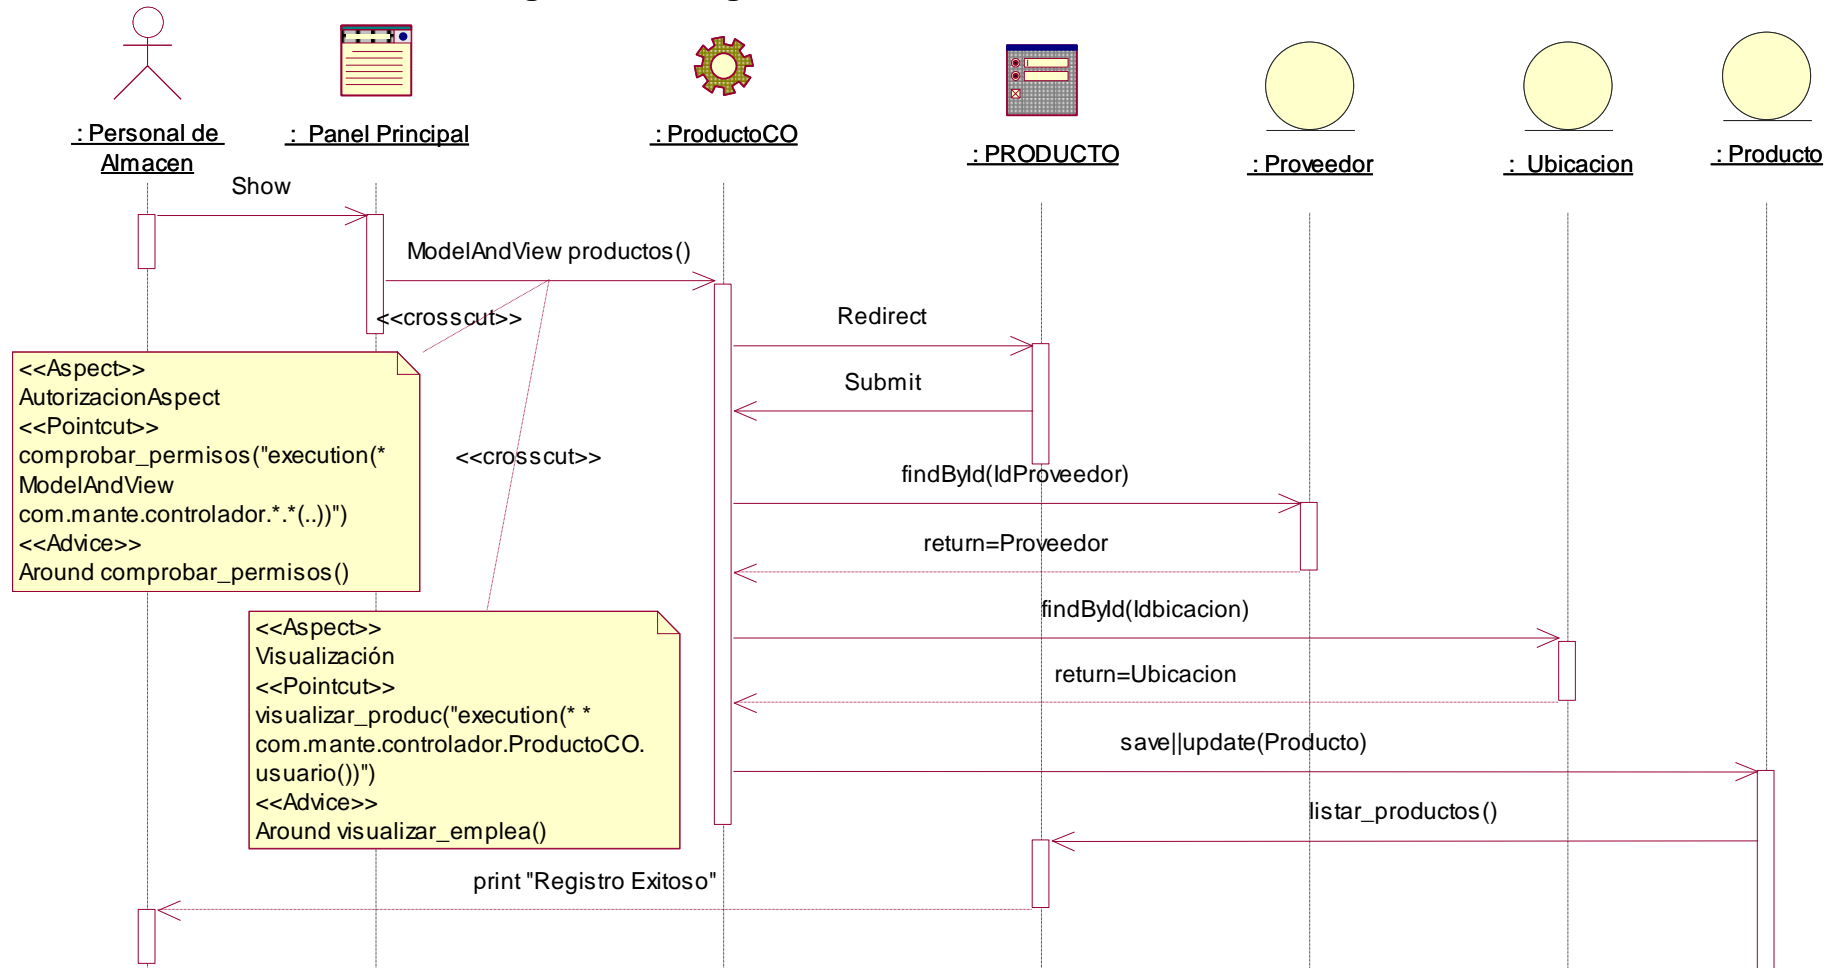 : Personal de
Almacen
: Panel Principal
: ProductoCO
: PRODUCTO
: Proveedor
: Ubicacion
: Producto
Show
ModelAndView productos()
<<crosscut>>
Redirect
<<Aspect>>
AutorizacionAspect
<<Pointcut>>
comprobar_permisos("execution(*
ModelAndView
com.mante.controlador.*.*(..))")
<<Advice>>
Around comprobar_permisos()
Submit
<<crosscut>>
findById(IdProveedor)
return=Proveedor
findById(Idbicacion)
<<Aspect>>
Visualización
<<Pointcut>>
visualizar_produc("execution(* *
com.mante.controlador.ProductoCO.
usuario())")
<<Advice>>
Around visualizar_emplea()
return=Ubicacion
save||update(Producto)
listar_productos()
print "Registro Exitoso"